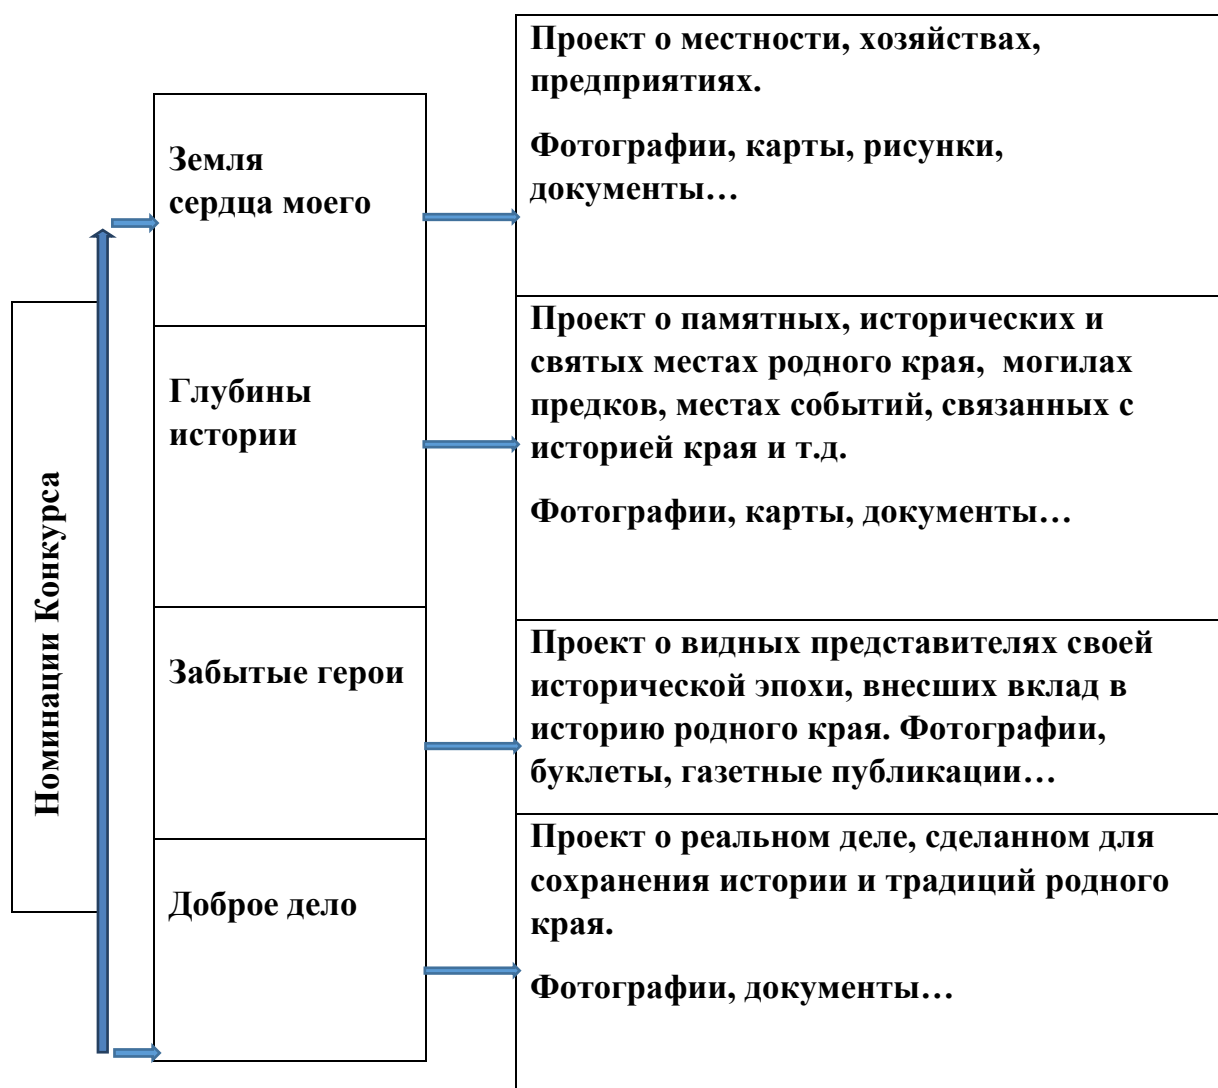 Номинации Конкурса
Земля
сердца моего
Проект о местности, хозяйствах,
предприятиях.
Фотографии, карты, рисунки,
документы…
Глубины
истории
Проект о памятных, исторических и
святых местах родного края, могилах
предков, местах событий, связанных с
историей края и т.д.
Фотографии, карты, документы…
Забытые герои
Проект о видных представителях своей
исторической эпохи, внесших вклад в
историю родного края. Фотографии,
буклеты, газетные публикации…
Доброе дело
Проект о реальном деле, сделанном для
сохранения истории и традиций родного
края.
Фотографии, документы…